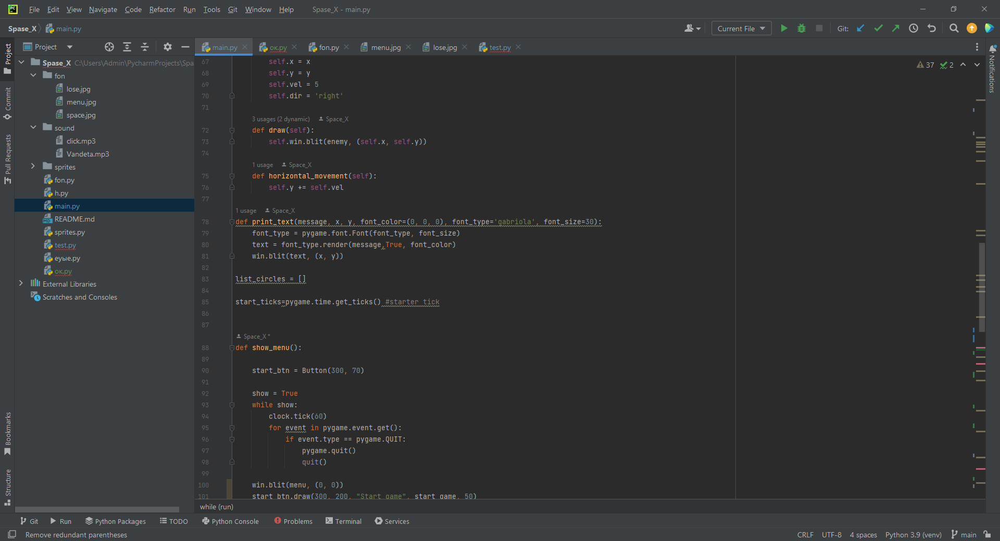 File Edit View Navigate Code Refactor Run Tools Git Window Help Spase_X - main.py
Spase_X main.py Current File Git:
Project
main.py ок.py fon.py menu.jpg lose.jpg test.py
Project
Commit
Pull Requests
Bookmarks
Structure
Notifications
Spase_X C:\Users\Admin\PycharmProjects\Spa
fon
lose.jpg
menu.jpg
space.jpg
sound
click.mp3
Vandeta.mp3
sprites
fon.py
h.py
main.py
README.md
sprites.py
test.py
еуые.py
ок.py
External Libraries
Scratches and Consoles
37 2
67 self.x = x
68 self.y = y
69 self.vel = 5
70 self.dir = 'right'
71
3 usages (2 dynamic) Space_X
72 def draw(self):
73 self.win.blit(enemy, (self.x, self.y))
74
1 usage Space_X
75 def horizontal_movement(self):
76 self.y += self.vel
77
1 usage Space_X
78 def print_text(message, x, y, font_color=(0, 0, 0), font_type='gabriola', font_size=30):
79 font_type = pygame.font.Font(font_type, font_size)
80 text = font_type.render(message,True, font_color)
81 win.blit(text, (x, y))
82
83 list_circles = []
84
85 start_ticks=pygame.time.get_ticks() #starter tick
86
87
Space_X *
88 def show_menu():
89
90 start_btn = Button(300, 70)
91
92 show = True
93 while show:
94 clock.tick(60)
95 for event in pygame.event.get():
96 if event.type == pygame.QUIT:
97 pygame.quit()
98 quit()
99
100 win.blit(menu, (0, 0))
101 start_btn.draw(300, 200, "Start game", start_game, 50)
while (run)
Git Run Python Packages TODO Python Console Problems Terminal Services
Remove redundant parentheses CRLF UTF-8 4 spaces Python 3.9 (venv) main